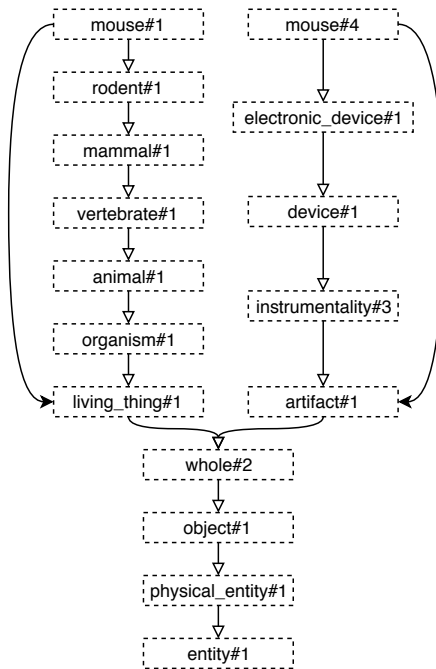 mouse#1
mouse#4
rodent#1
electronic_device#1
mammal#1
vertebrate#1
device#1
animal#1
instrumentality#3
organism#1
living_thing#1
artifact#1
whole#2
object#1
physical_entity#1
entity#1